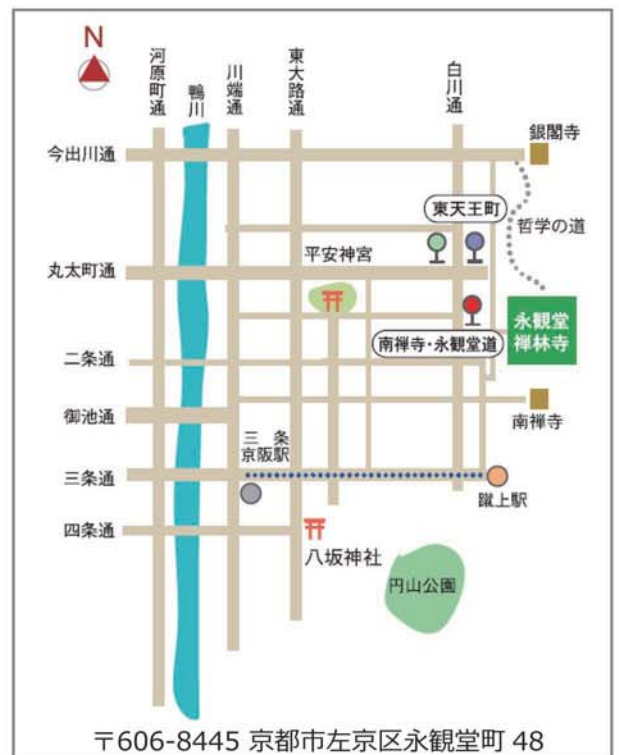 N
河原町通
鴨川
川端通
東大路通
白川通
今出川通
銀閣寺
東天王町
哲学の道
平安神宮
丸太町通
永観堂
禅林寺
南禅寺・永観堂道
二条通
南禅寺
御池通
三条
京阪駅
三条通
蹴上駅
四条通
八坂神社
円山公園
〒606-8445 京都市左京区永観堂町 48